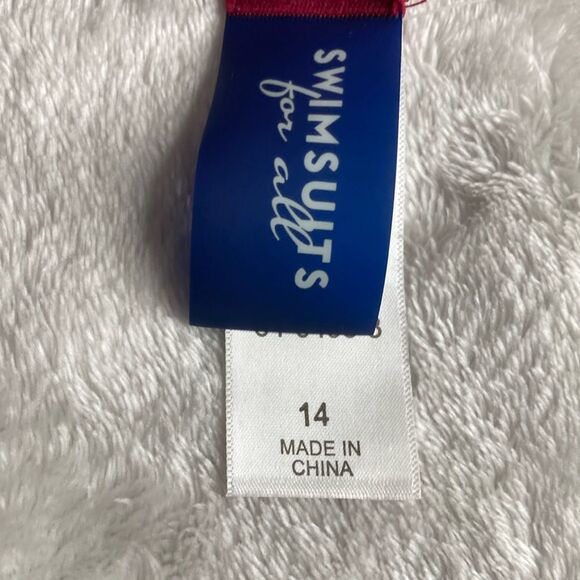 SWIMSUITS
for all
14
MADE IN
CHINA